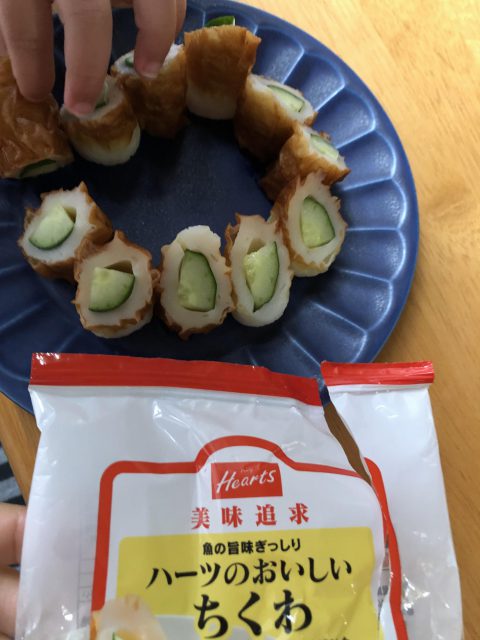 Hearts
美味追求
魚の旨味ぎっしり
ハーツのおいしい
ちくわ